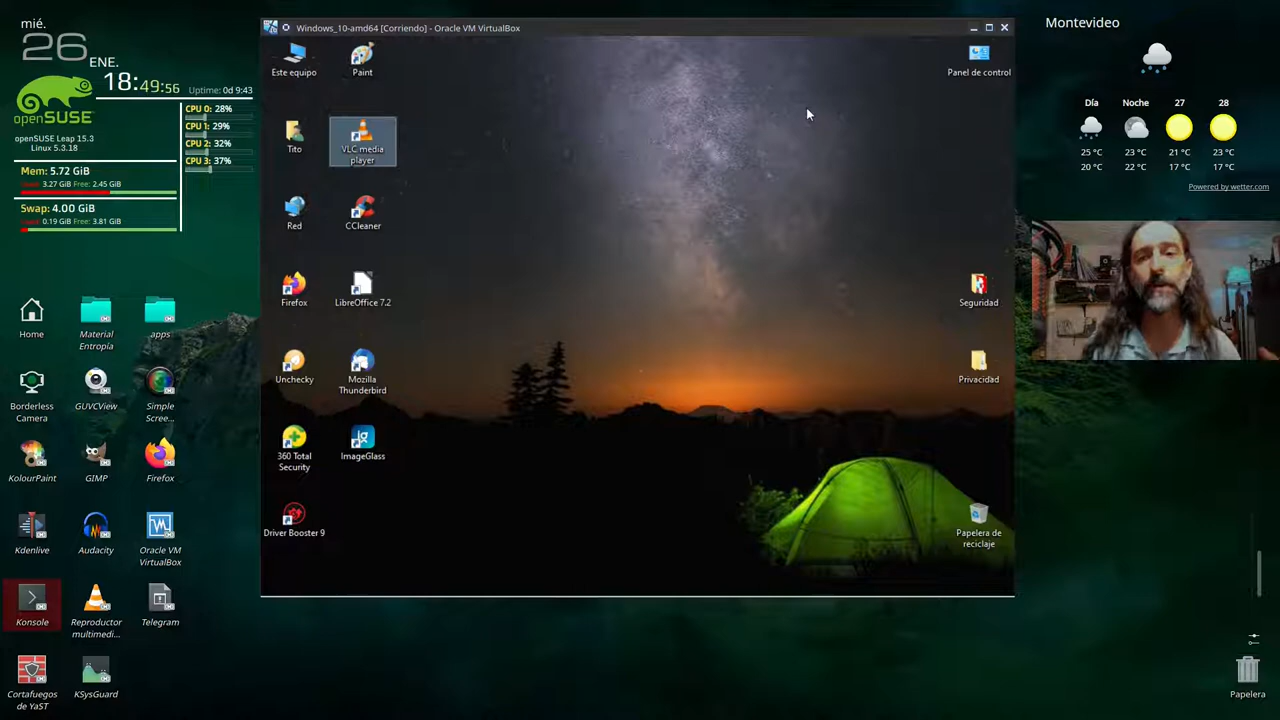 mié.
26
ENE.
18:49:56
Uptime: 0d 9:43
openSUSE
openSUSE Leap 15.3
Linux 5.3.18
CPU 0: 28%
CPU 1: 29%
CPU 2: 32%
CPU 3: 37%
Mem: 5.72 GiB
3.27 GiB Free: 2.45 GiB
Swap: 4.00 GiB
0.19 GiB Free: 3.81 GiB
Home
Material
Entropía
apps
Borderless
Camera
GUVCView
Simple
Scree...
KolourPaint
GIMP
Firefox
Kdenlive
Audacity
Oracle VM
VirtualBox
Konsole
Reproductor
multimedi...
Telegram
Cortafuegos
de YaST
KSysGuard
Windows_10-amd64 [Corriendo] - Oracle VM VirtualBox
Este equipo
Paint
Panel de control
Tito
VLC media
player
Red
CCleaner
Firefox
LibreOffice 7.2
Seguridad
Unchecky
Mozilla
Thunderbird
Privacidad
360 Total
Security
ImageGlass
Driver Booster 9
Papelera de
reciclaje
Montevideo
Día
Noche
27
28
25 °C
23 °C
21 °C
23 °C
20 °C
22 °C
17 °C
17 °C
Powered by wetter.com
Papelera